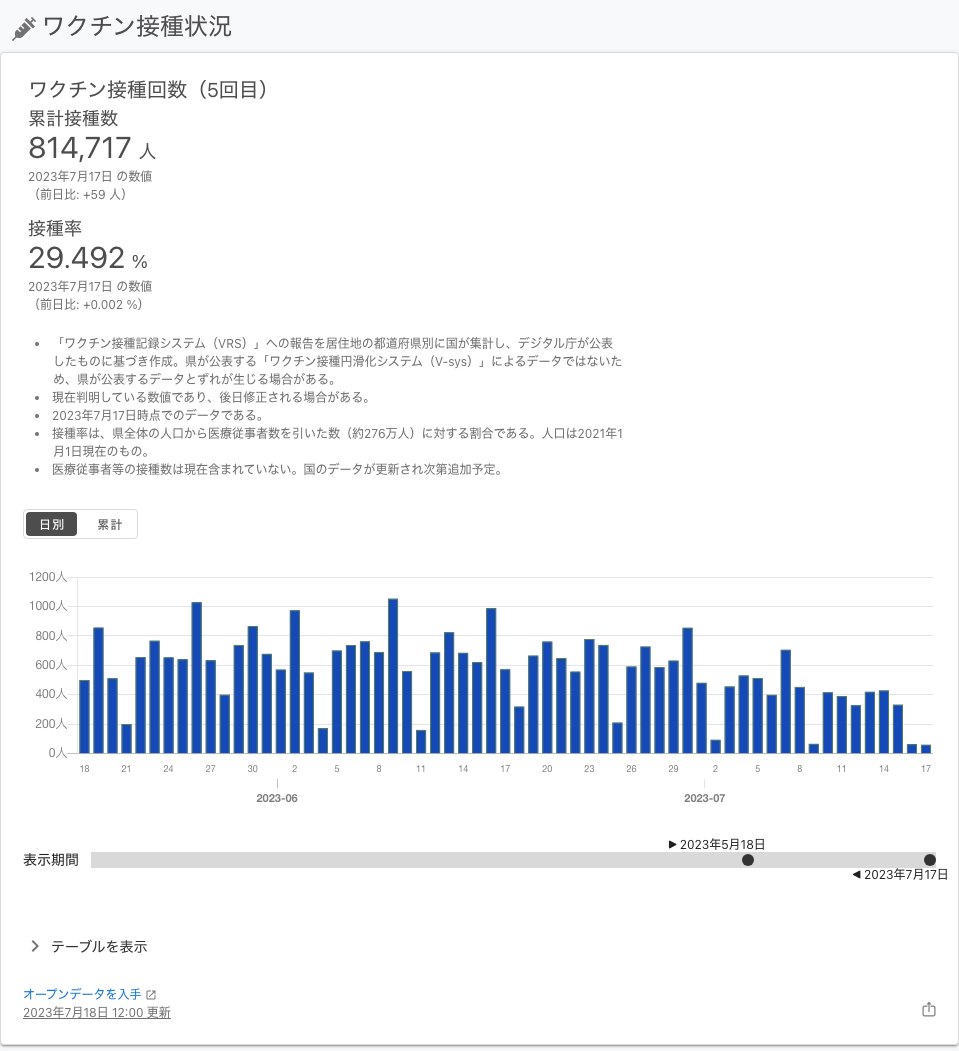 ワクチン接種状況
ワクチン接種回数（5回目）
累計接種数
814,717 人
2023年7月17日 の数値
（前日比: +59 人）
接種率
29.492 %
2023年7月17日 の数値
（前日比: +0.002 %）
• 「ワクチン接種記録システム（VRS）」への報告を居住地の都道府県別に国が集計し、デジタル庁が公表
したものに基づき作成。県が公表する「ワクチン接種円滑化システム（V-sys）」によるデータではないた
め、県が公表するデータとずれが生じる場合がある。
• 現在判明している数値であり、後日修正される場合がある。
• 2023年7月17日時点でのデータである。
• 接種率は、県全体の人口から医療従事者数を引いた数（約276万人）に対する割合である。人口は2021年1
月1日現在のもの。
• 医療従事者等の接種数は現在含まれていない。国のデータが更新され次第追加予定。
日別 累計
1200人
1000人
800人
600人
400人
200人
0人
18 21 24 27 30 2 5 8 11 14 17 20 23 26 29 2 5 8 11 14 17
2023-06 2023-07
▶ 2023年5月18日
表示期間
◀ 2023年7月17日
テーブルを表示
オープンデータを入手
2023年7月18日 12:00 更新